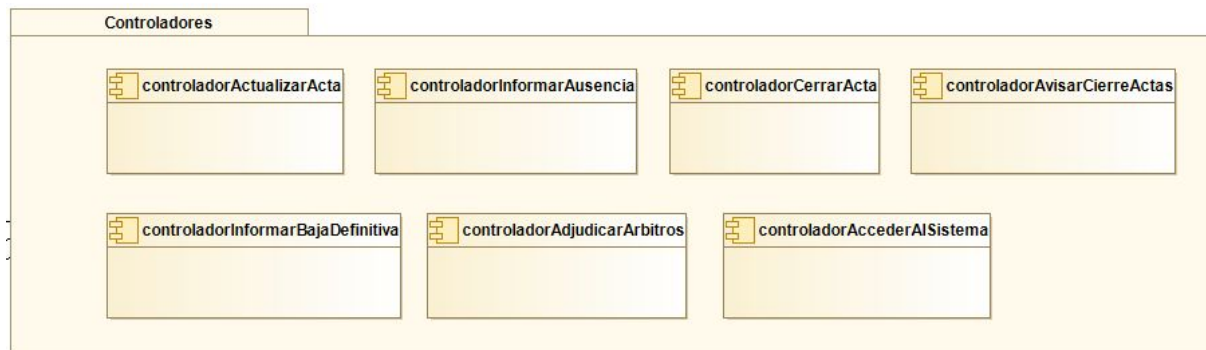 Controladores
controladorActualizarActa
controladorInformarAusencia
controladorCerrarActa
controladorAvisarCierreActas
controladorInformarBajaDefinitiva
controladorAdjudicarArbitros
controladorAccederAlSistema